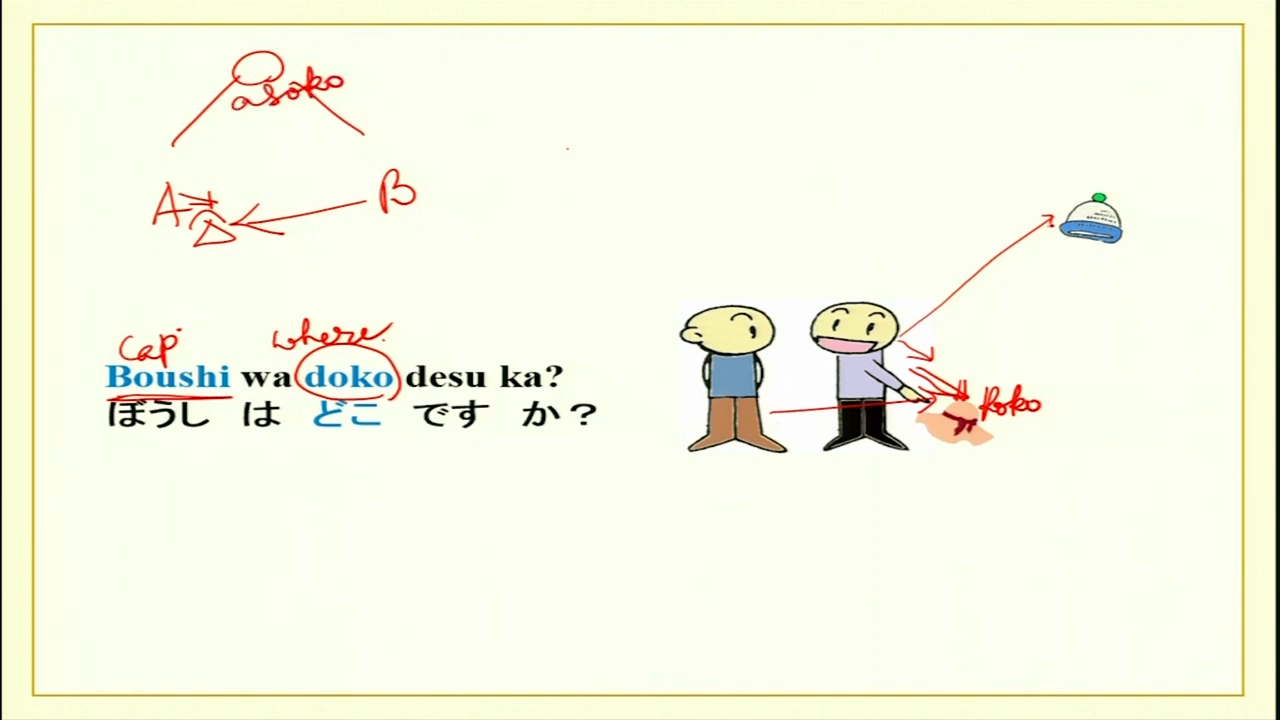 asoko
A
B
cap where
Boushi wa doko desu ka?
ぼうし は どこ です か？
koko